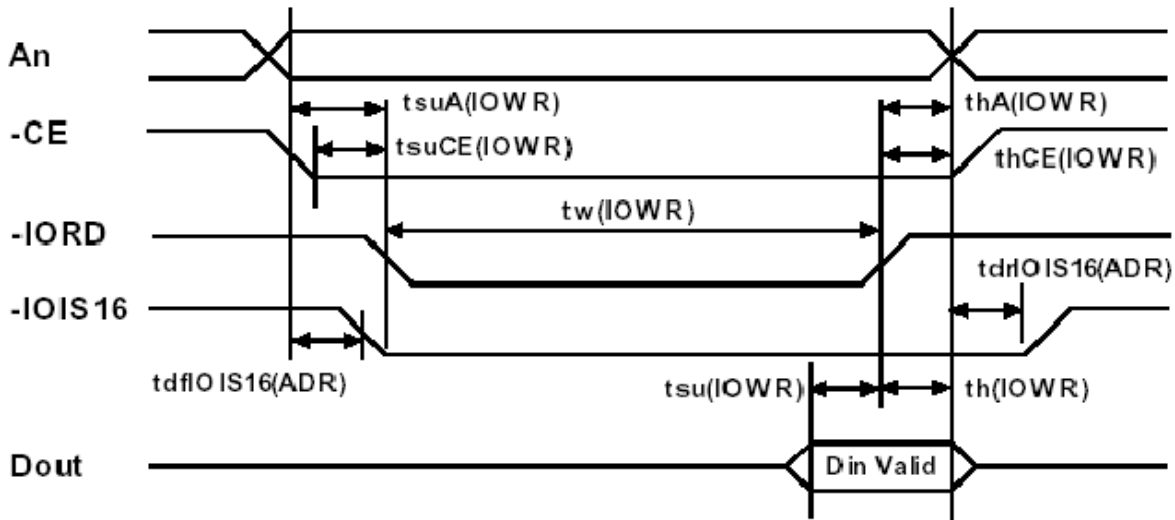 An
tsuA(IOWR)
thA(IOWR)
-CE
tsuCE(IOWR)
thCE(IOWR)
tw(IOWR)
-IORD
tdrIOIS16(ADR)
-IOIS16
tdfIOIS16(ADR)
tsu(IOWR)
th(IOWR)
Dout
Din Valid